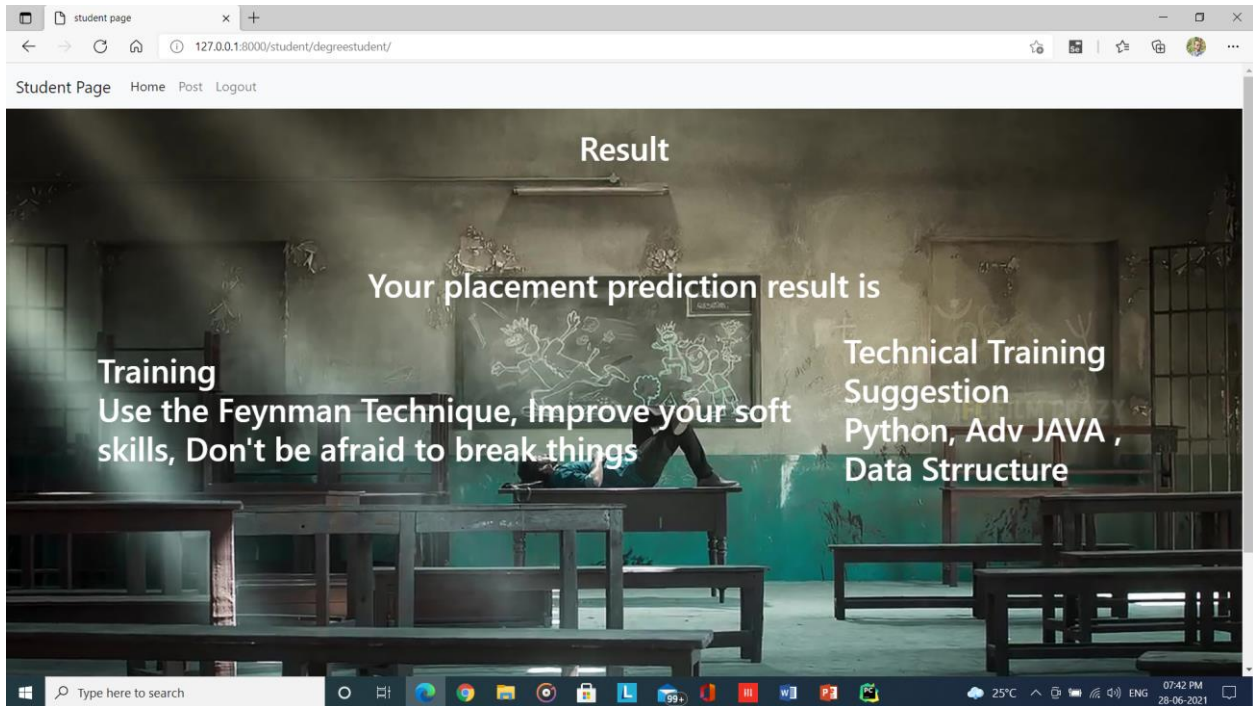 student page
127.0.0.1:8000/student/degreestudent/
Student Page Home Post Logout
Result
Your placement prediction result is
Training
Use the Feynman Technique, Improve your soft
skills, Don't be afraid to break things
Technical Training
Suggestion
Python, Adv JAVA ,
Data Strructure
Type here to search
99+
25°C
ENG
07:42 PM
28-06-2021